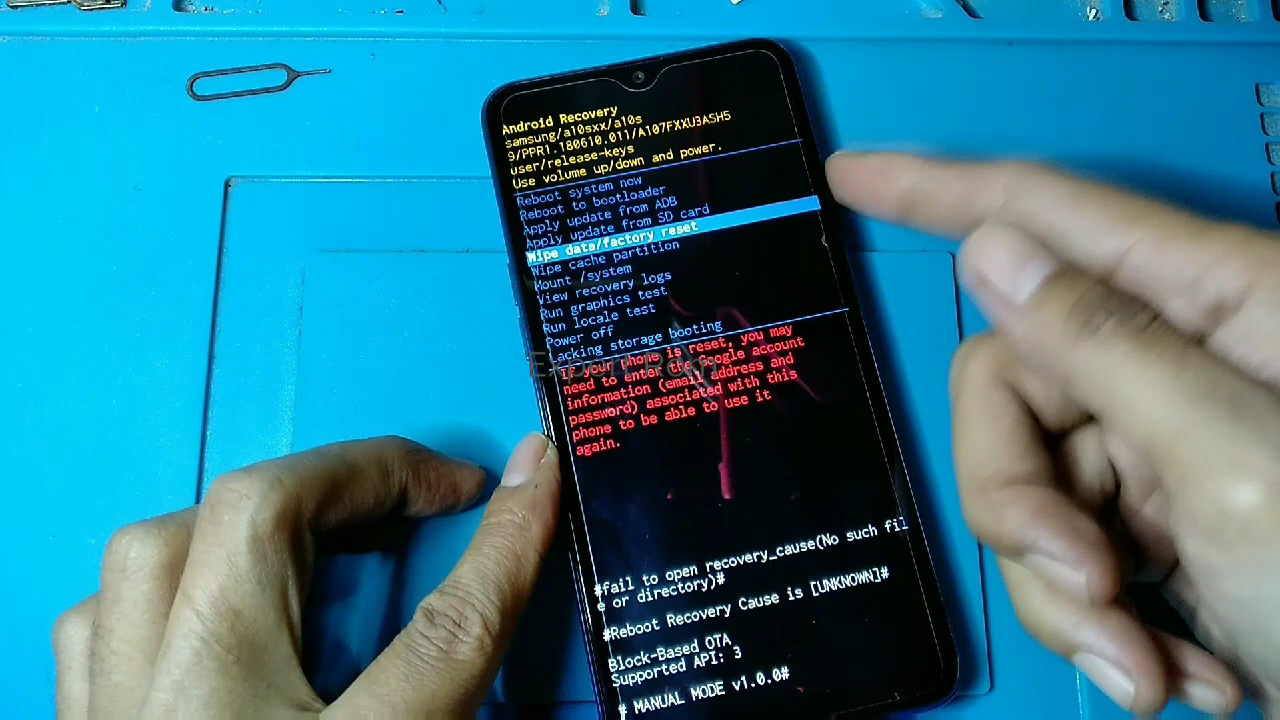 Android Recovery
samsung/a10sxx/a10s
9/PPR1.180610.011/A107FXXU3ASH5
user/release-keys
Use volume up/down and power.
Reboot system now
Reboot to bootloader
Apply update from ADB
Apply update from SD card
Wipe data/factory reset
Wipe cache partition
Mount /system
View recovery logs
Run graphics test
Run locale test
Power off
Lacking storage booting
If your phone is reset, you may
need to enter the Google account
information (email address and
password) associated with this
phone to be able to use it
again.
Expert Rom
#fail to open recovery_cause(No such fil
e or directory)#
#Reboot Recovery Cause is [UNKNOWN]#
Block-Based OTA
Supported API: 3
# MANUAL MODE v1.0.0#